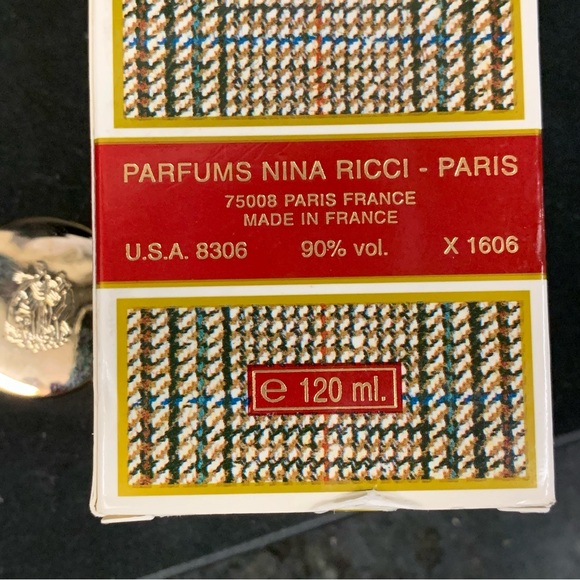 PARFUMS NINA RICCI - PARIS
75008 PARIS FRANCE
MADE IN FRANCE
U.S.A. 8306 90% vol. X 1606
℮ 120 ml.